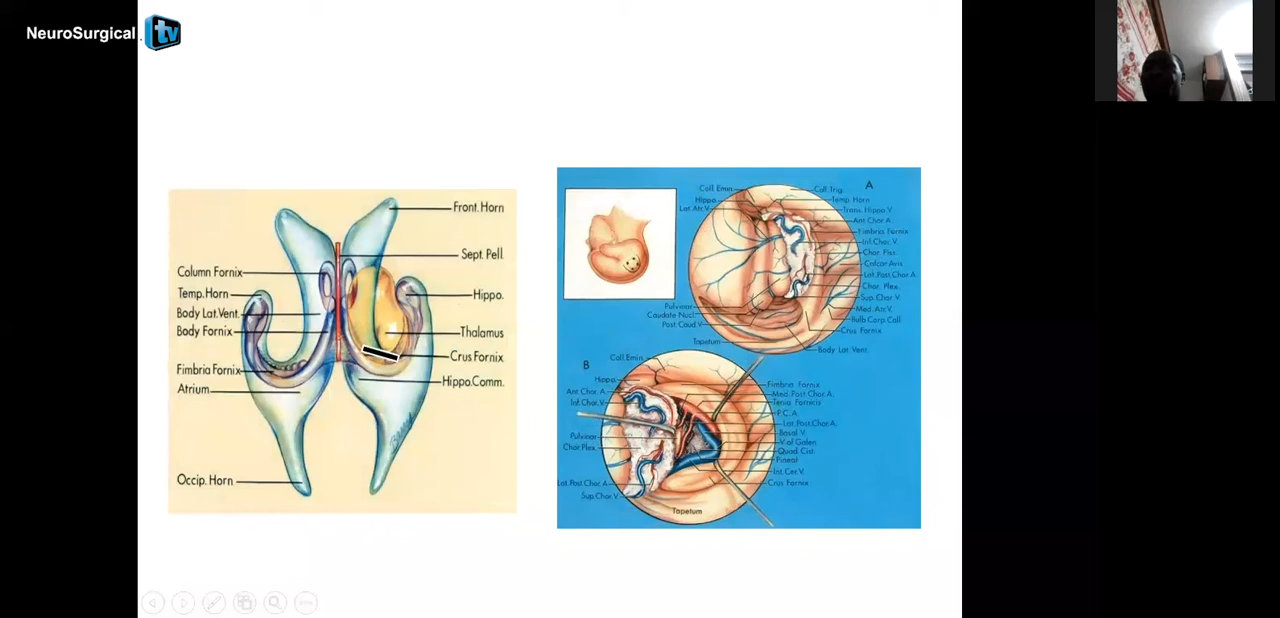 NeuroSurgical tv
Front. Horn
Sept. Pell.
Column Fornix
Temp. Horn
Hippo.
Body Lat. Vent.
Body Fornix
Thalamus
Crus Fornix
Fimbria Fornix
Hippo. Comm.
Atrium
Occip. Horn
A
Coll. Emin.
Hippo.
Lat. Atr. V.
Coll. Trig.
Temp. Horn
Trans. Hippo. V.
Ant. Chor. A.
Fimbria Fornix
Inf. Chor. V.
Chor. Fiss.
Calcar Avis
Lat. Post. Chor. A.
Chor. Plex.
Sup. Chor. V.
Med. Atr. V.
Bulb Corp. Call.
Crus Fornix
Body Lat. Vent.
Pulvinar
Caudate Nucl.
Post. Caud. V.
Tapetum
B
Coll. Emin.
Hippo.
Ant. Chor. A.
Inf. Chor. V.
Pulvinar
Chor. Plex.
Lat. Post. Chor. A.
Sup. Chor. V.
Fimbria Fornix
Med. Post. Chor. A.
Tenia Fornicis
P.C.A.
Lat. Post. Chor. A.
Basal V.
V. of Galen
Quad. Cist.
Pineal
Int. Cer. V.
Crus Fornix
Tapetum